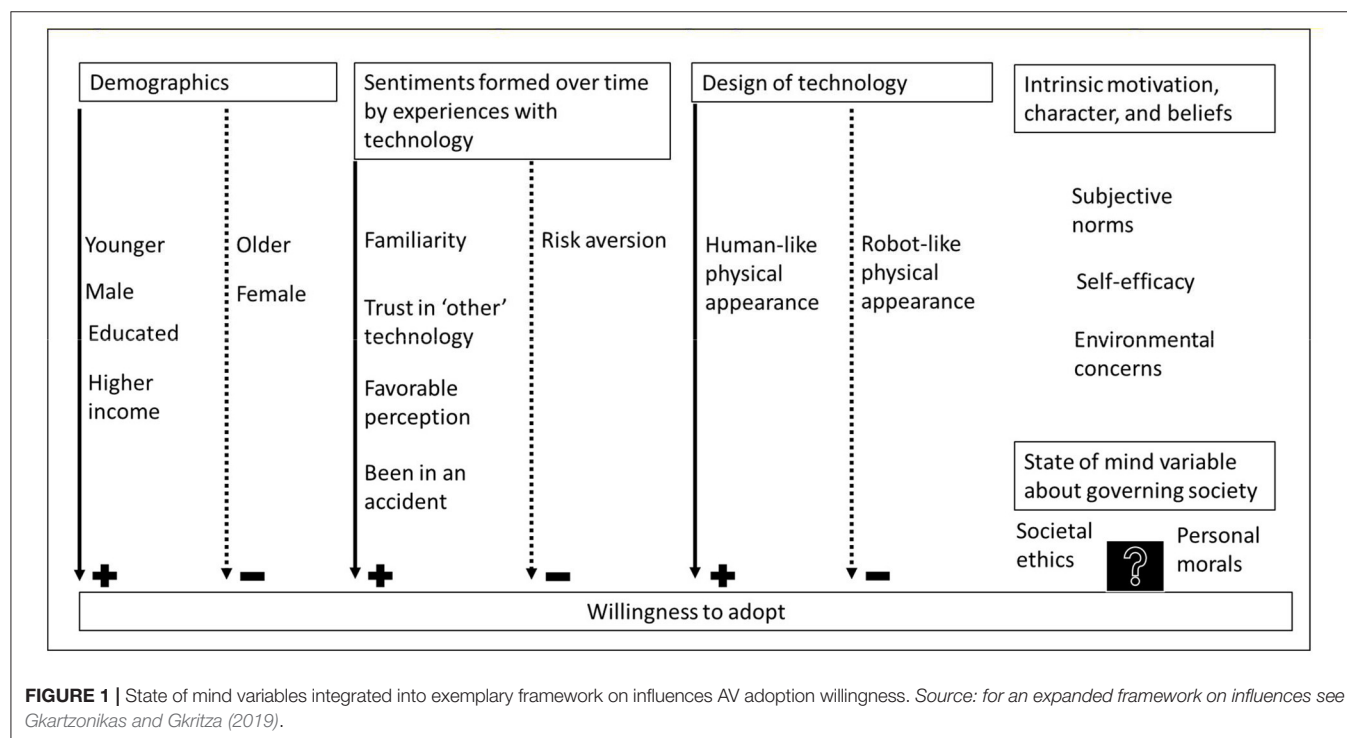 Demographics
Sentiments formed over time
by experiences with
technology
Design of technology
Intrinsic motivation,
character, and beliefs
Younger
Male
Educated
Higher
income
Older
Female
Familiarity
Trust in ‘other’
technology
Favorable
perception
Been in an
accident
Risk aversion
Human-like
physical
appearance
Robot-like
physical
appearance
Subjective
norms
Self-efficacy
Environmental
concerns
State of mind variable
about governing society
Societal
ethics
?
Personal
morals
+
-
+
-
+
-
Willingness to adopt
FIGURE 1 | State of mind variables integrated into exemplary framework on influences AV adoption willingness. Source: for an expanded framework on influences see
Gkartzonikas and Gkritza (2019).